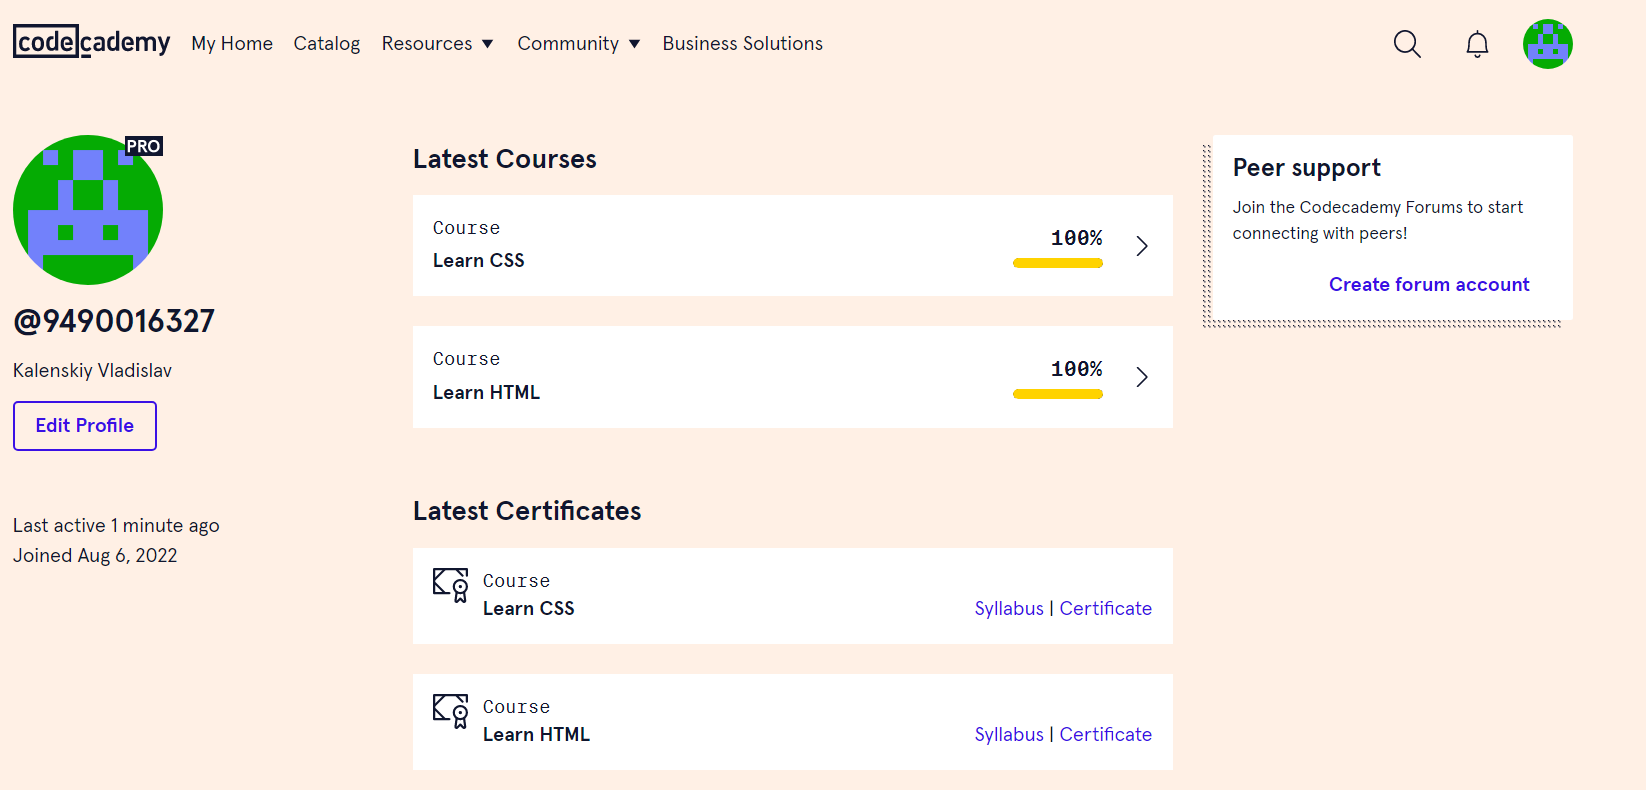 codecademy My Home Catalog Resources Community Business Solutions
PRO
@9490016327
Kalenskiy Vladislav
Edit Profile
Last active 1 minute ago
Joined Aug 6, 2022
Latest Courses
Course
Learn CSS
100%
Course
Learn HTML
100%
Latest Certificates
Course
Learn CSS
Syllabus | Certificate
Course
Learn HTML
Syllabus | Certificate
Peer support
Join the Codecademy Forums to start
connecting with peers!
Create forum account